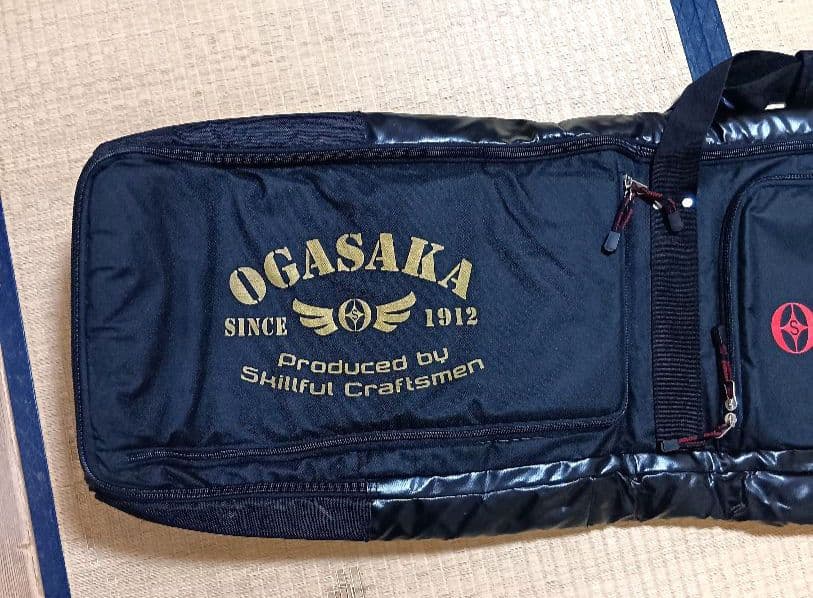 OGASAKA
SINCE 1912
Produced by
Skillful Craftsmen